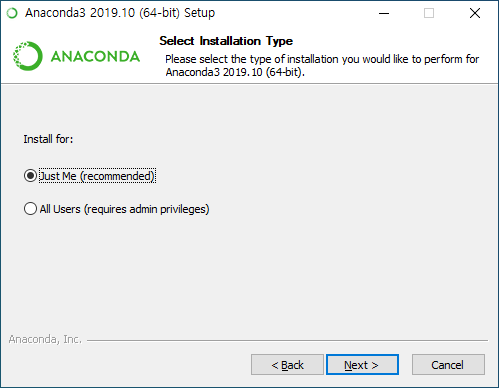 Anaconda3 2019.10 (64-bit) Setup
ANACONDA
Select Installation Type
Please select the type of installation you would like to perform for
Anaconda3 2019.10 (64-bit).
Install for:
Just Me (recommended)
All Users (requires admin privileges)
Anaconda, Inc.
< Back
Next >
Cancel